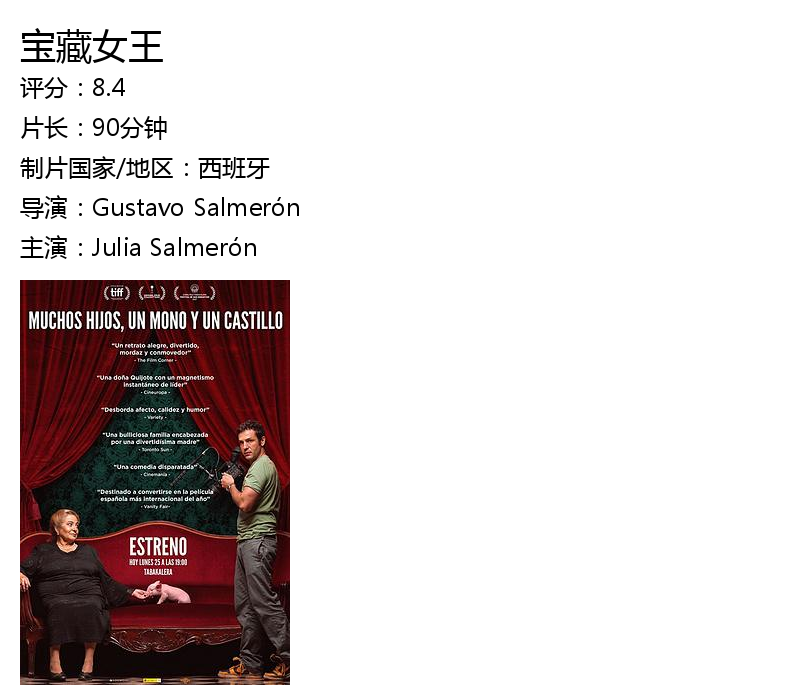 宝藏女王
评分：8.4
片长：90分钟
制片国家/地区：西班牙
导演：Gustavo Salmerón
主演：Julia Salmerón
tiff
MUCHOS HIJOS, UN MONO Y UN CASTILLO
"Un retrato alegre, divertido,
mordaz y conmovedor"
- The Film Corner -
"Una doña Quijote con un magnetismo
instantáneo de líder"
- Cineuropa -
"Desborda afecto, calidez y humor"
- Variety -
"Una bulliciosa familia encabezada
por una divertidísima madre"
- Toronto Sun -
"Una comedia disparatada"
- Cinemanía -
"Destinado a convertirse en la película
española más internacional del año"
- Vanity Fair-
ESTRENO
HOY LUNES 25 A LAS 19:00
TABAKALERA